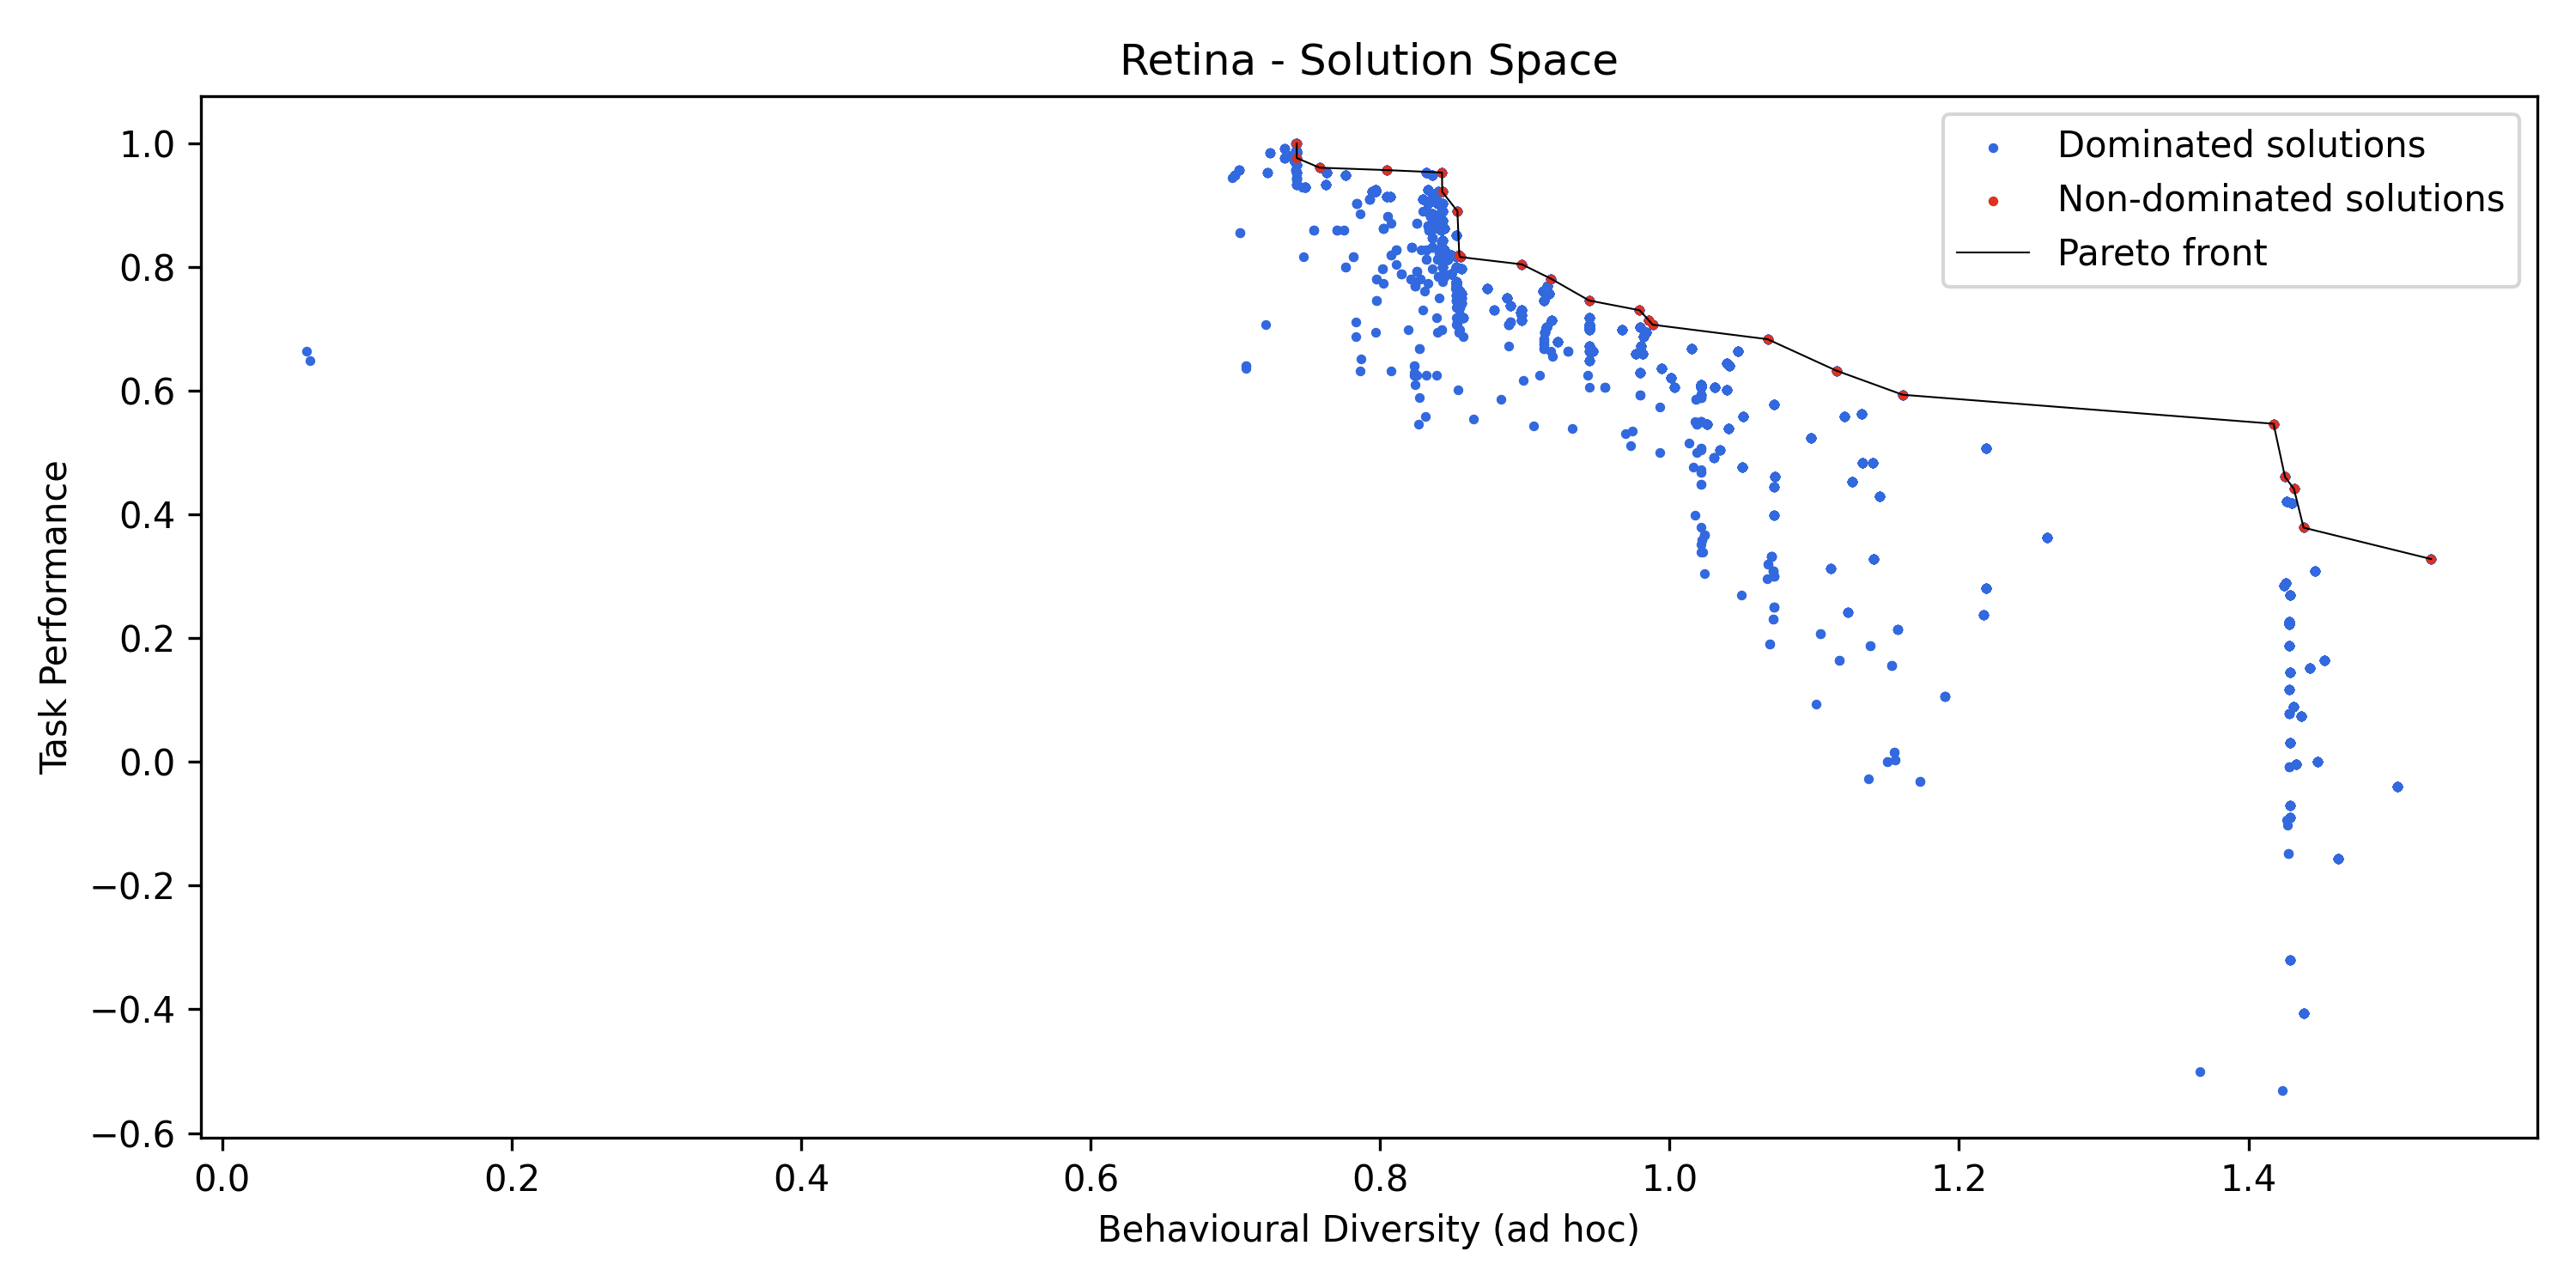 Retina - Solution Space
Dominated solutions
Non-dominated solutions
Pareto front
1.0
0.8
0.6
0.4
0.2
0.0
−0.2
−0.4
−0.6
Task Performance
0.0 0.2 0.4 0.6 0.8 1.0 1.2 1.4
Behavioural Diversity (ad hoc)